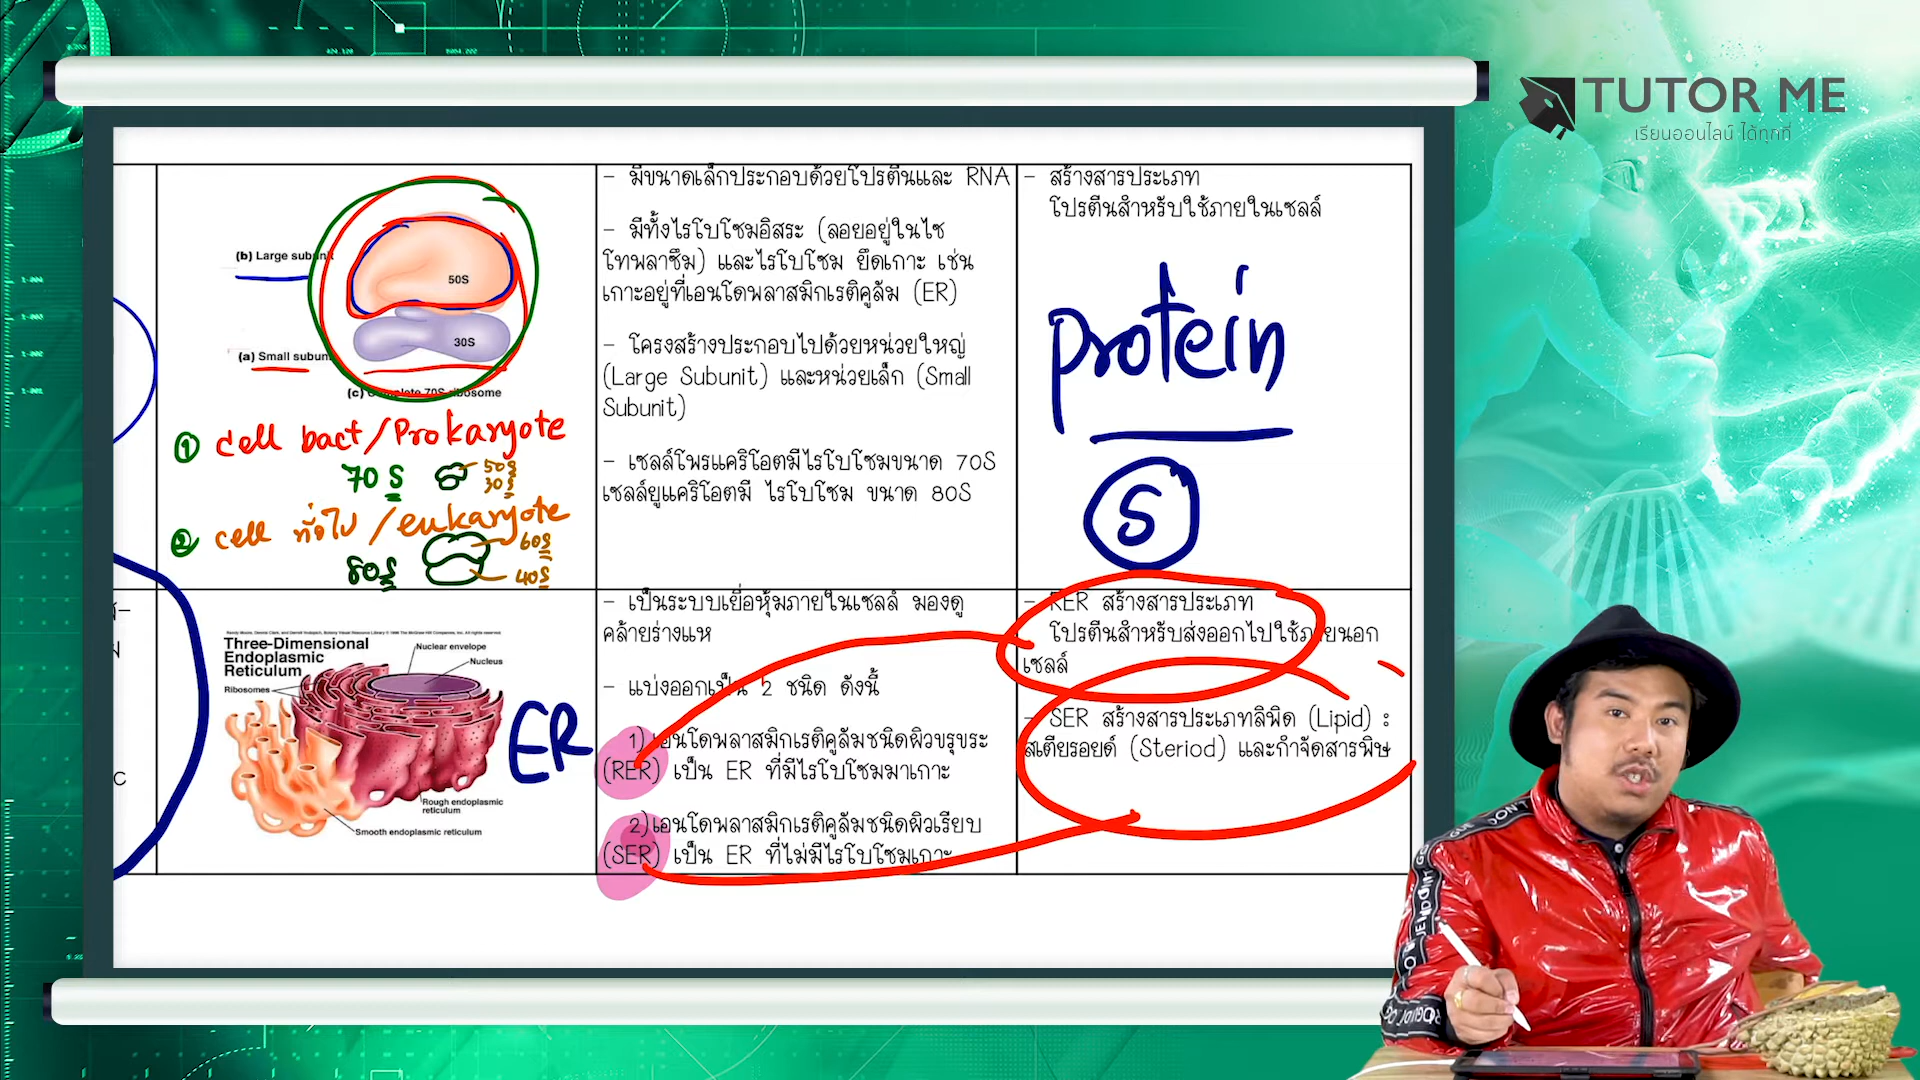 TUTOR ME
เรียนออนไลน์ ได้ทุกที่
(b) Large subunit
50S
30S
(a) Small subun
(c) Complete 70S ribosome
① cell bact/Prokaryote
70 S
50S
30S
② cell ทั่วไป/eukaryote
80S
60S
40S
- มีขนาดเล็กประกอบด้วยโปรตีนและ RNA
- มีทั้งไรโบโซมอิสระ (ลอยอยู่ในไซ
โทพลาซึม) และไรโบโซม ยึดเกาะ เช่น
เกาะอยู่ที่เอนโดพลาสมิกเรติคูลัม (ER)
- โครงสร้างประกอบไปด้วยหน่วยใหญ่
(Large Subunit) และหน่วยเล็ก (Small
Subunit)
- เซลล์โพรแคริโอตมีไรโบโซมขนาด 70S
เซลล์ยูแคริโอตมี ไรโบโซม ขนาด 80S
- สร้างสารประเภท
โปรตีนสำหรับใช้ภายในเซลล์
protein
S
Three-Dimensional
Endoplasmic
Reticulum
Nuclear envelope
Nucleus
Ribosomes
Rough endoplasmic
reticulum
Smooth endoplasmic reticulum
ER
- เป็นระบบเยื่อหุ้มภายในเซลล์ มองดู
คล้ายร่างแห
- แบ่งออกเป็น 2 ชนิด ดังนี้
1) เอนโดพลาสมิกเรติคูลัมชนิดผิวขรุขระ
(RER) เป็น ER ที่มีไรโบโซมมาเกาะ
2)เอนโดพลาสมิกเรติคูลัมชนิดผิวเรียบ
(SER) เป็น ER ที่ไม่มีไรโบโซมเกาะ
- RER สร้างสารประเภท
โปรตีนสำหรับส่งออกไปใช้ภายนอก
เซลล์
- SER สร้างสารประเภทลิพิด (Lipid) :
สเตียรอยด์ (Steriod) และกำจัดสารพิษ